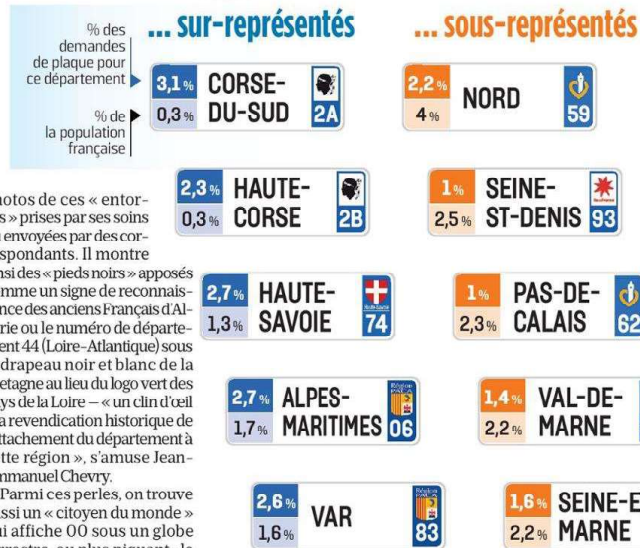 % des
demandes
de plaque pour
ce département
% de
la population
française
... sur-représentés
3,1% CORSE-
0,3% DU-SUD 2A
2,3% HAUTE-
0,3% CORSE 2B
2,7% HAUTE-
1,3% SAVOIE 74
2,7% ALPES-
1,7% MARITIMES 06
Région
PACA
2,6%
1,6%
VAR
Région
PACA
83
... sous-représentés
2,2%
4%
NORD
59
1% SEINE-
2,5% ST-DENIS 93
1% PAS-DE-
2,3% CALAIS 62
1,4% VAL-DE-
2,2% MARNE
1,6% SEINE-E
2,2% MARNE
hotos de ces « entor-
s » prises par ses soins
u envoyées par des cor-
spondants. Il montre
nsi des « pieds noirs » apposés
omme un signe de reconnais-
nce des anciens Français d'Al-
rie ou le numéro de départe-
ent 44 (Loire-Atlantique) sous
drapeau noir et blanc de la
etagne au lieu du logo vert des
ys de la Loire – « un clin d'œil
a revendication historique de
ttachement du département à
tte région », s'amuse Jean-
mmanuel Chevry.
Parmi ces perles, on trouve
ssi un « citoyen du monde »
ui affiche 00 sous un globe